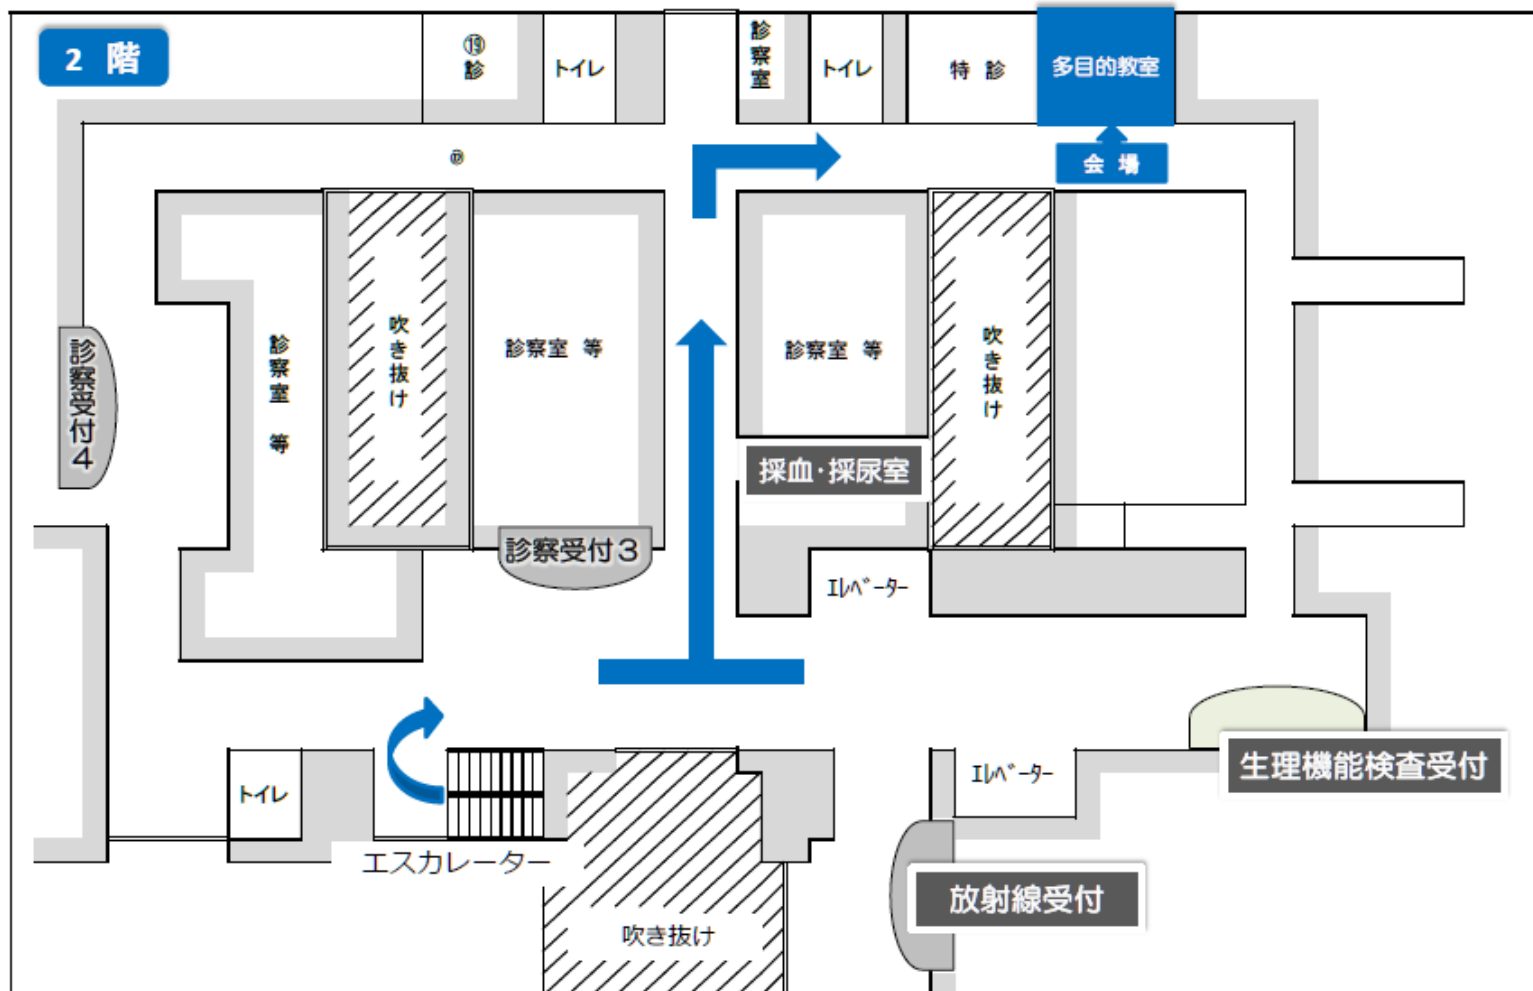 2 階
⑲診
トイレ
診察室
トイレ
特 診
多目的教室
会 場
診察受付4
診察室 等
吹き抜け
診察室 等
診察室 等
吹き抜け
採血・採尿室
診察受付3
エレベーター
トイレ
エスカレーター
エレベーター
生理機能検査受付
放射線受付
吹き抜け